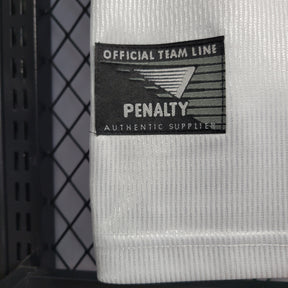 OFFICIAL TEAM LINE
PENALTY
AUTHENTIC SUPPLIER